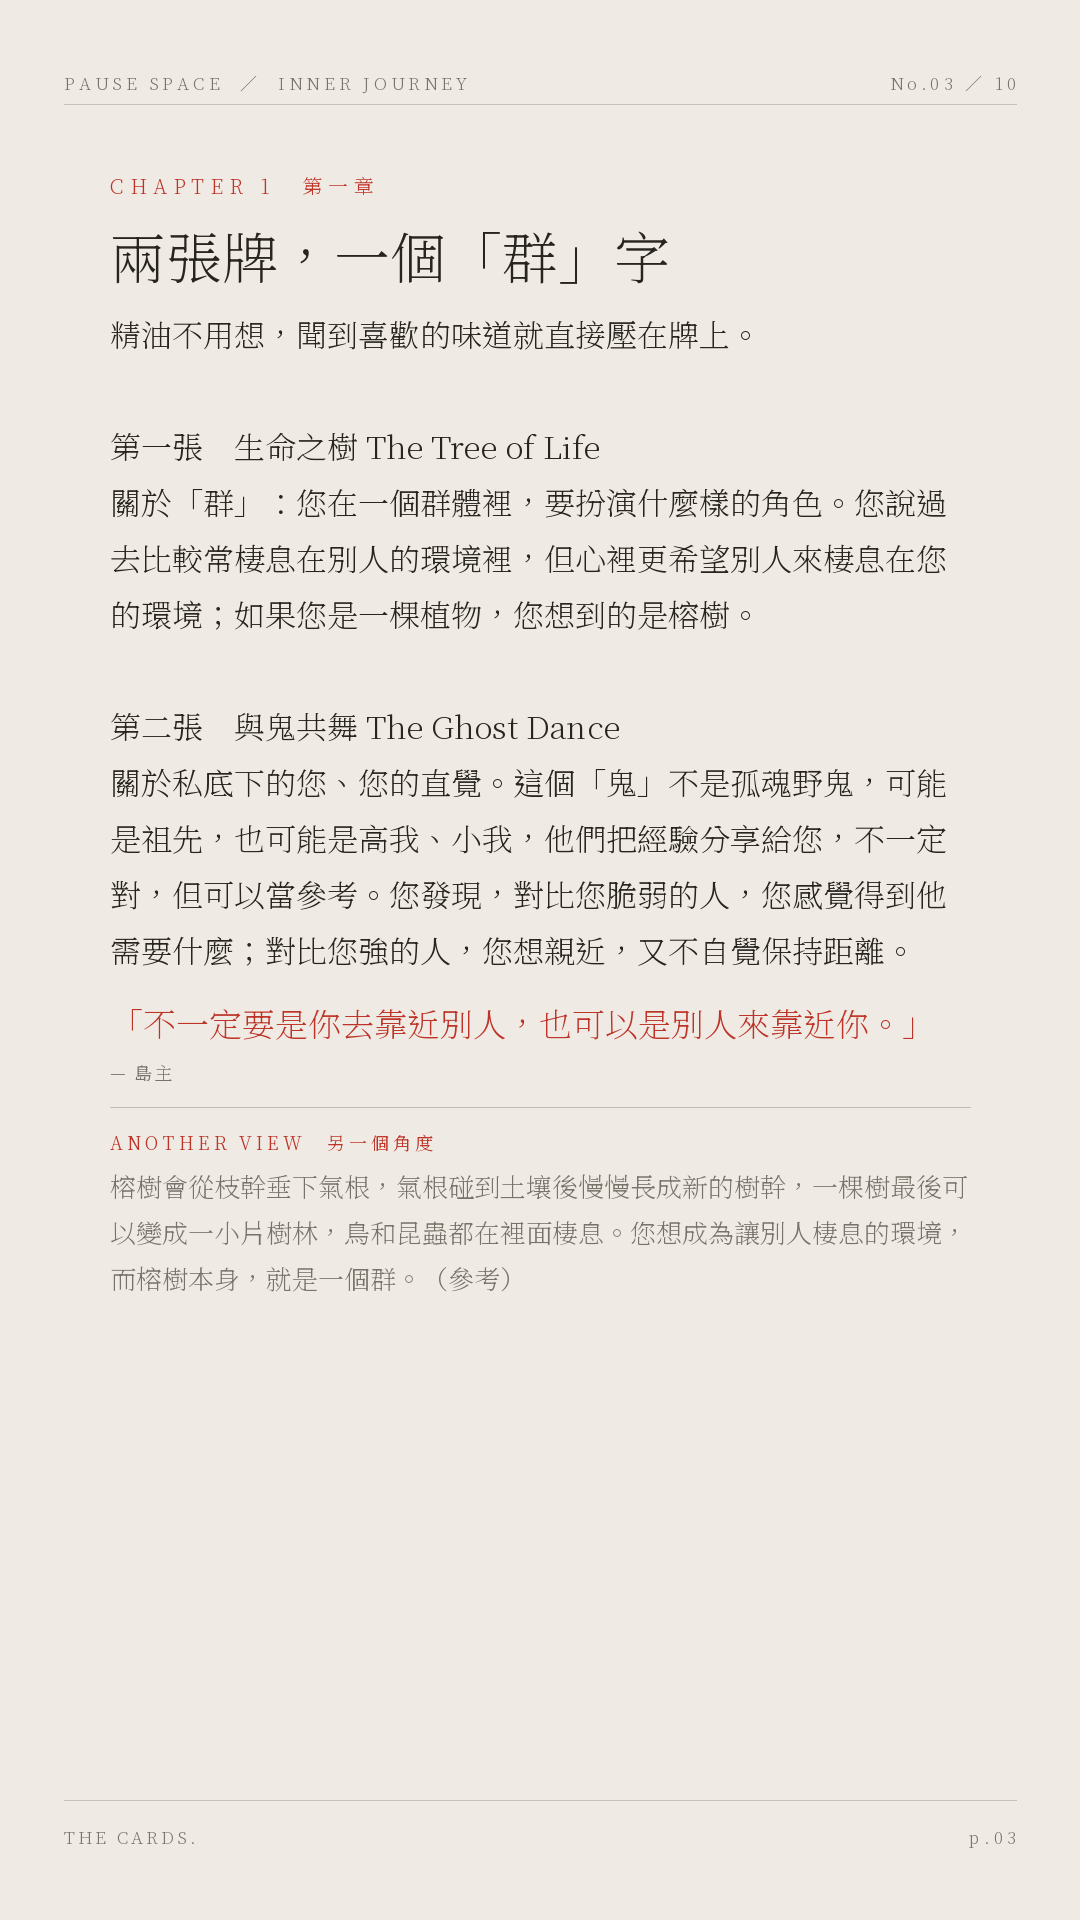 PAUSE SPACE ／ INNER JOURNEY
No.03 ／ 10
CHAPTER 1　第一章
兩張牌，一個「群」字
精油不用想，聞到喜歡的味道就直接壓在牌上。
第一張　生命之樹 The Tree of Life
關於「群」：您在一個群體裡，要扮演什麼樣的角色。您說過
去比較常棲息在別人的環境裡，但心裡更希望別人來棲息在您
的環境；如果您是一棵植物，您想到的是榕樹。
第二張　與鬼共舞 The Ghost Dance
關於私底下的您、您的直覺。這個「鬼」不是孤魂野鬼，可能
是祖先，也可能是高我、小我，他們把經驗分享給您，不一定
對，但可以當參考。您發現，對比您脆弱的人，您感覺得到他
需要什麼；對比您強的人，您想親近，又不自覺保持距離。
「不一定要是你去靠近別人，也可以是別人來靠近你。」
— 島主
ANOTHER VIEW　另一個角度
榕樹會從枝幹垂下氣根，氣根碰到土壤後慢慢長成新的樹幹，一棵樹最後可
以變成一小片樹林，鳥和昆蟲都在裡面棲息。您想成為讓別人棲息的環境，
而榕樹本身，就是一個群。（參考）
THE CARDS.
p.03